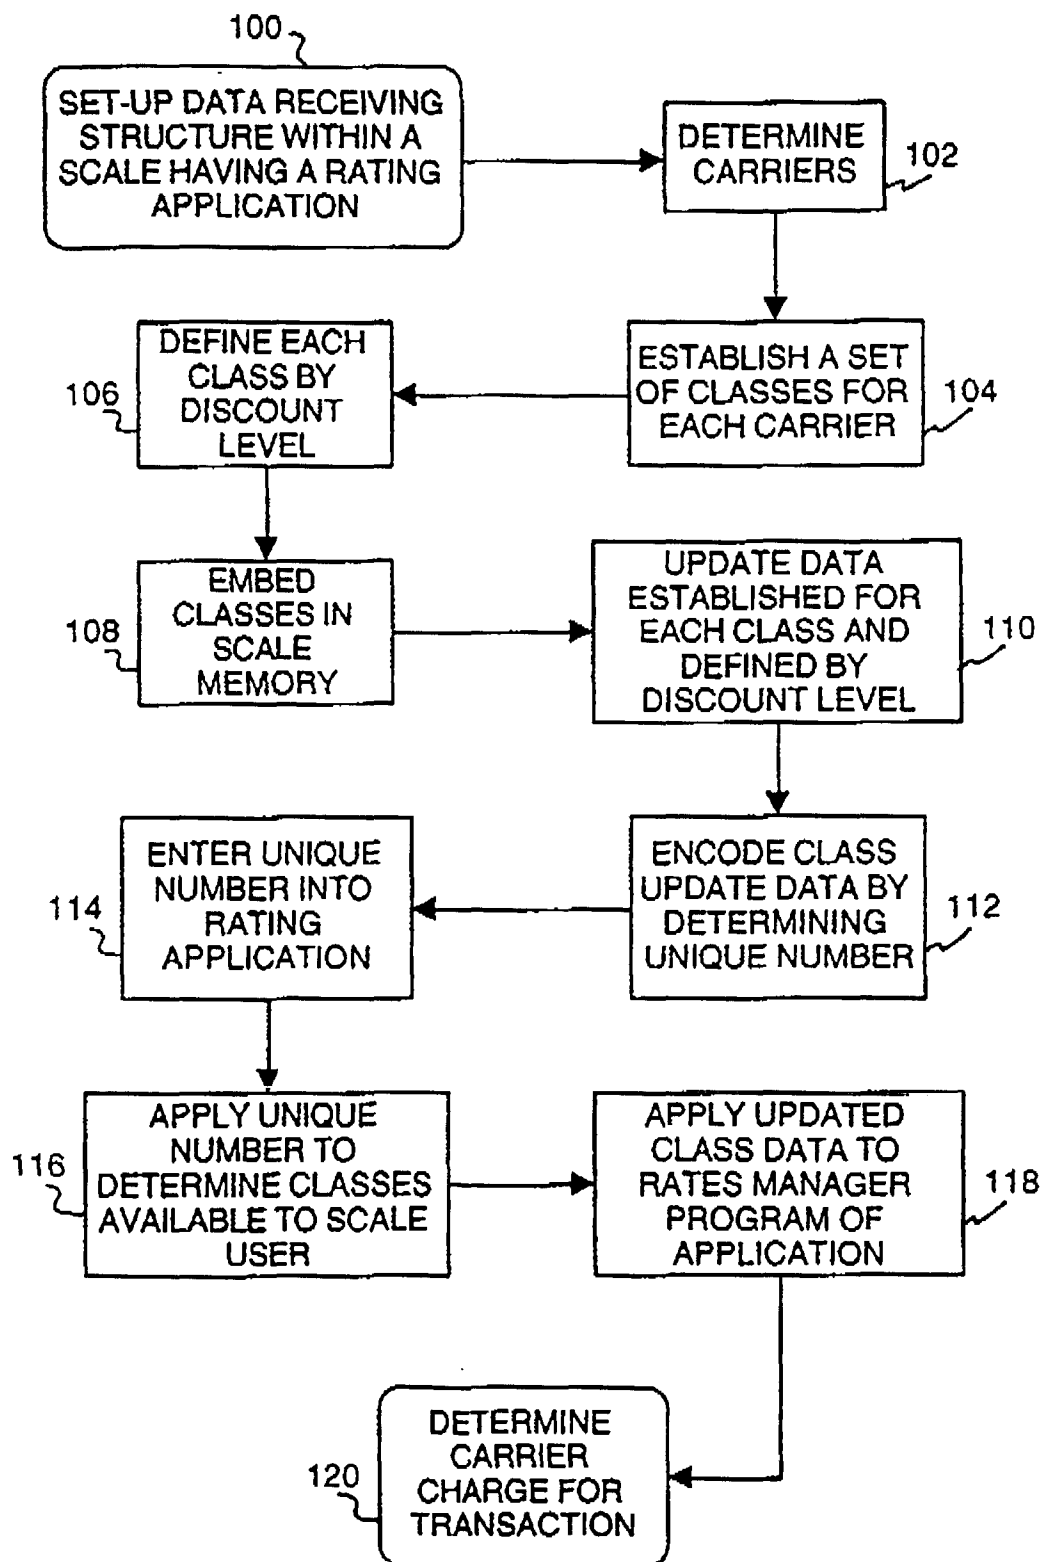 100
SET-UP DATA RECEIVING
STRUCTURE WITHIN A
SCALE HAVING A RATING
APPLICATION
DETERMINE
CARRIERS
102
ESTABLISH A SET
OF CLASSES FOR
EACH CARRIER
104
DEFINE EACH
CLASS BY
DISCOUNT
LEVEL
106
EMBED
CLASSES IN
SCALE
MEMORY
108
UPDATE DATA
ESTABLISHED FOR
EACH CLASS AND
DEFINED BY
DISCOUNT LEVEL
110
ENCODE CLASS
UPDATE DATA BY
DETERMINING
UNIQUE NUMBER
112
ENTER UNIQUE
NUMBER INTO
RATING
APPLICATION
114
APPLY UNIQUE
NUMBER TO
DETERMINE CLASSES
AVAILABLE TO SCALE
USER
116
APPLY UPDATED
CLASS DATA TO
RATES MANAGER
PROGRAM OF
APPLICATION
118
DETERMINE
CARRIER
CHARGE FOR
TRANSACTION
120